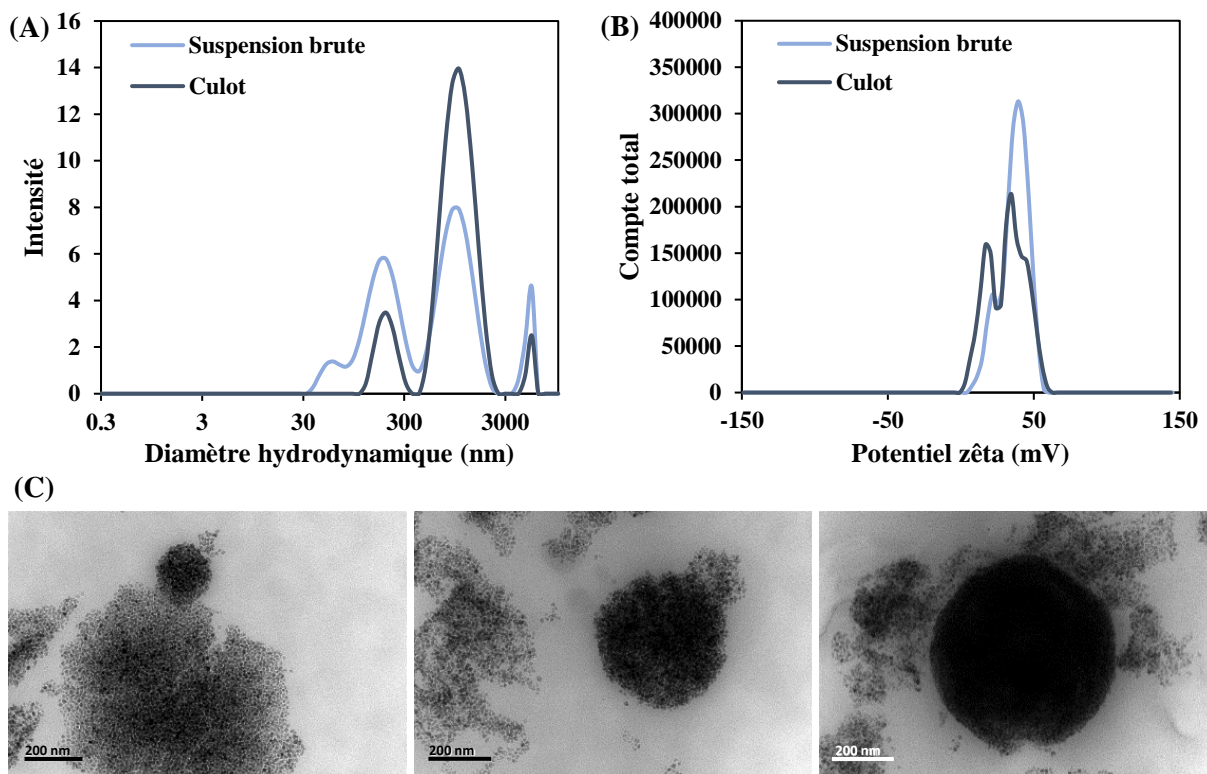 (A)
16
14
12
10
8
6
4
2
0
Intensité
Suspension brute
Culot
0.3 3 30 300 3000
Diamètre hydrodynamique (nm)
(B)
400000
350000
300000
250000
200000
150000
100000
50000
0
Compte total
Suspension brute
Culot
-150 -50 50 150
Potentiel zêta (mV)
(C)
200 nm 200 nm 200 nm